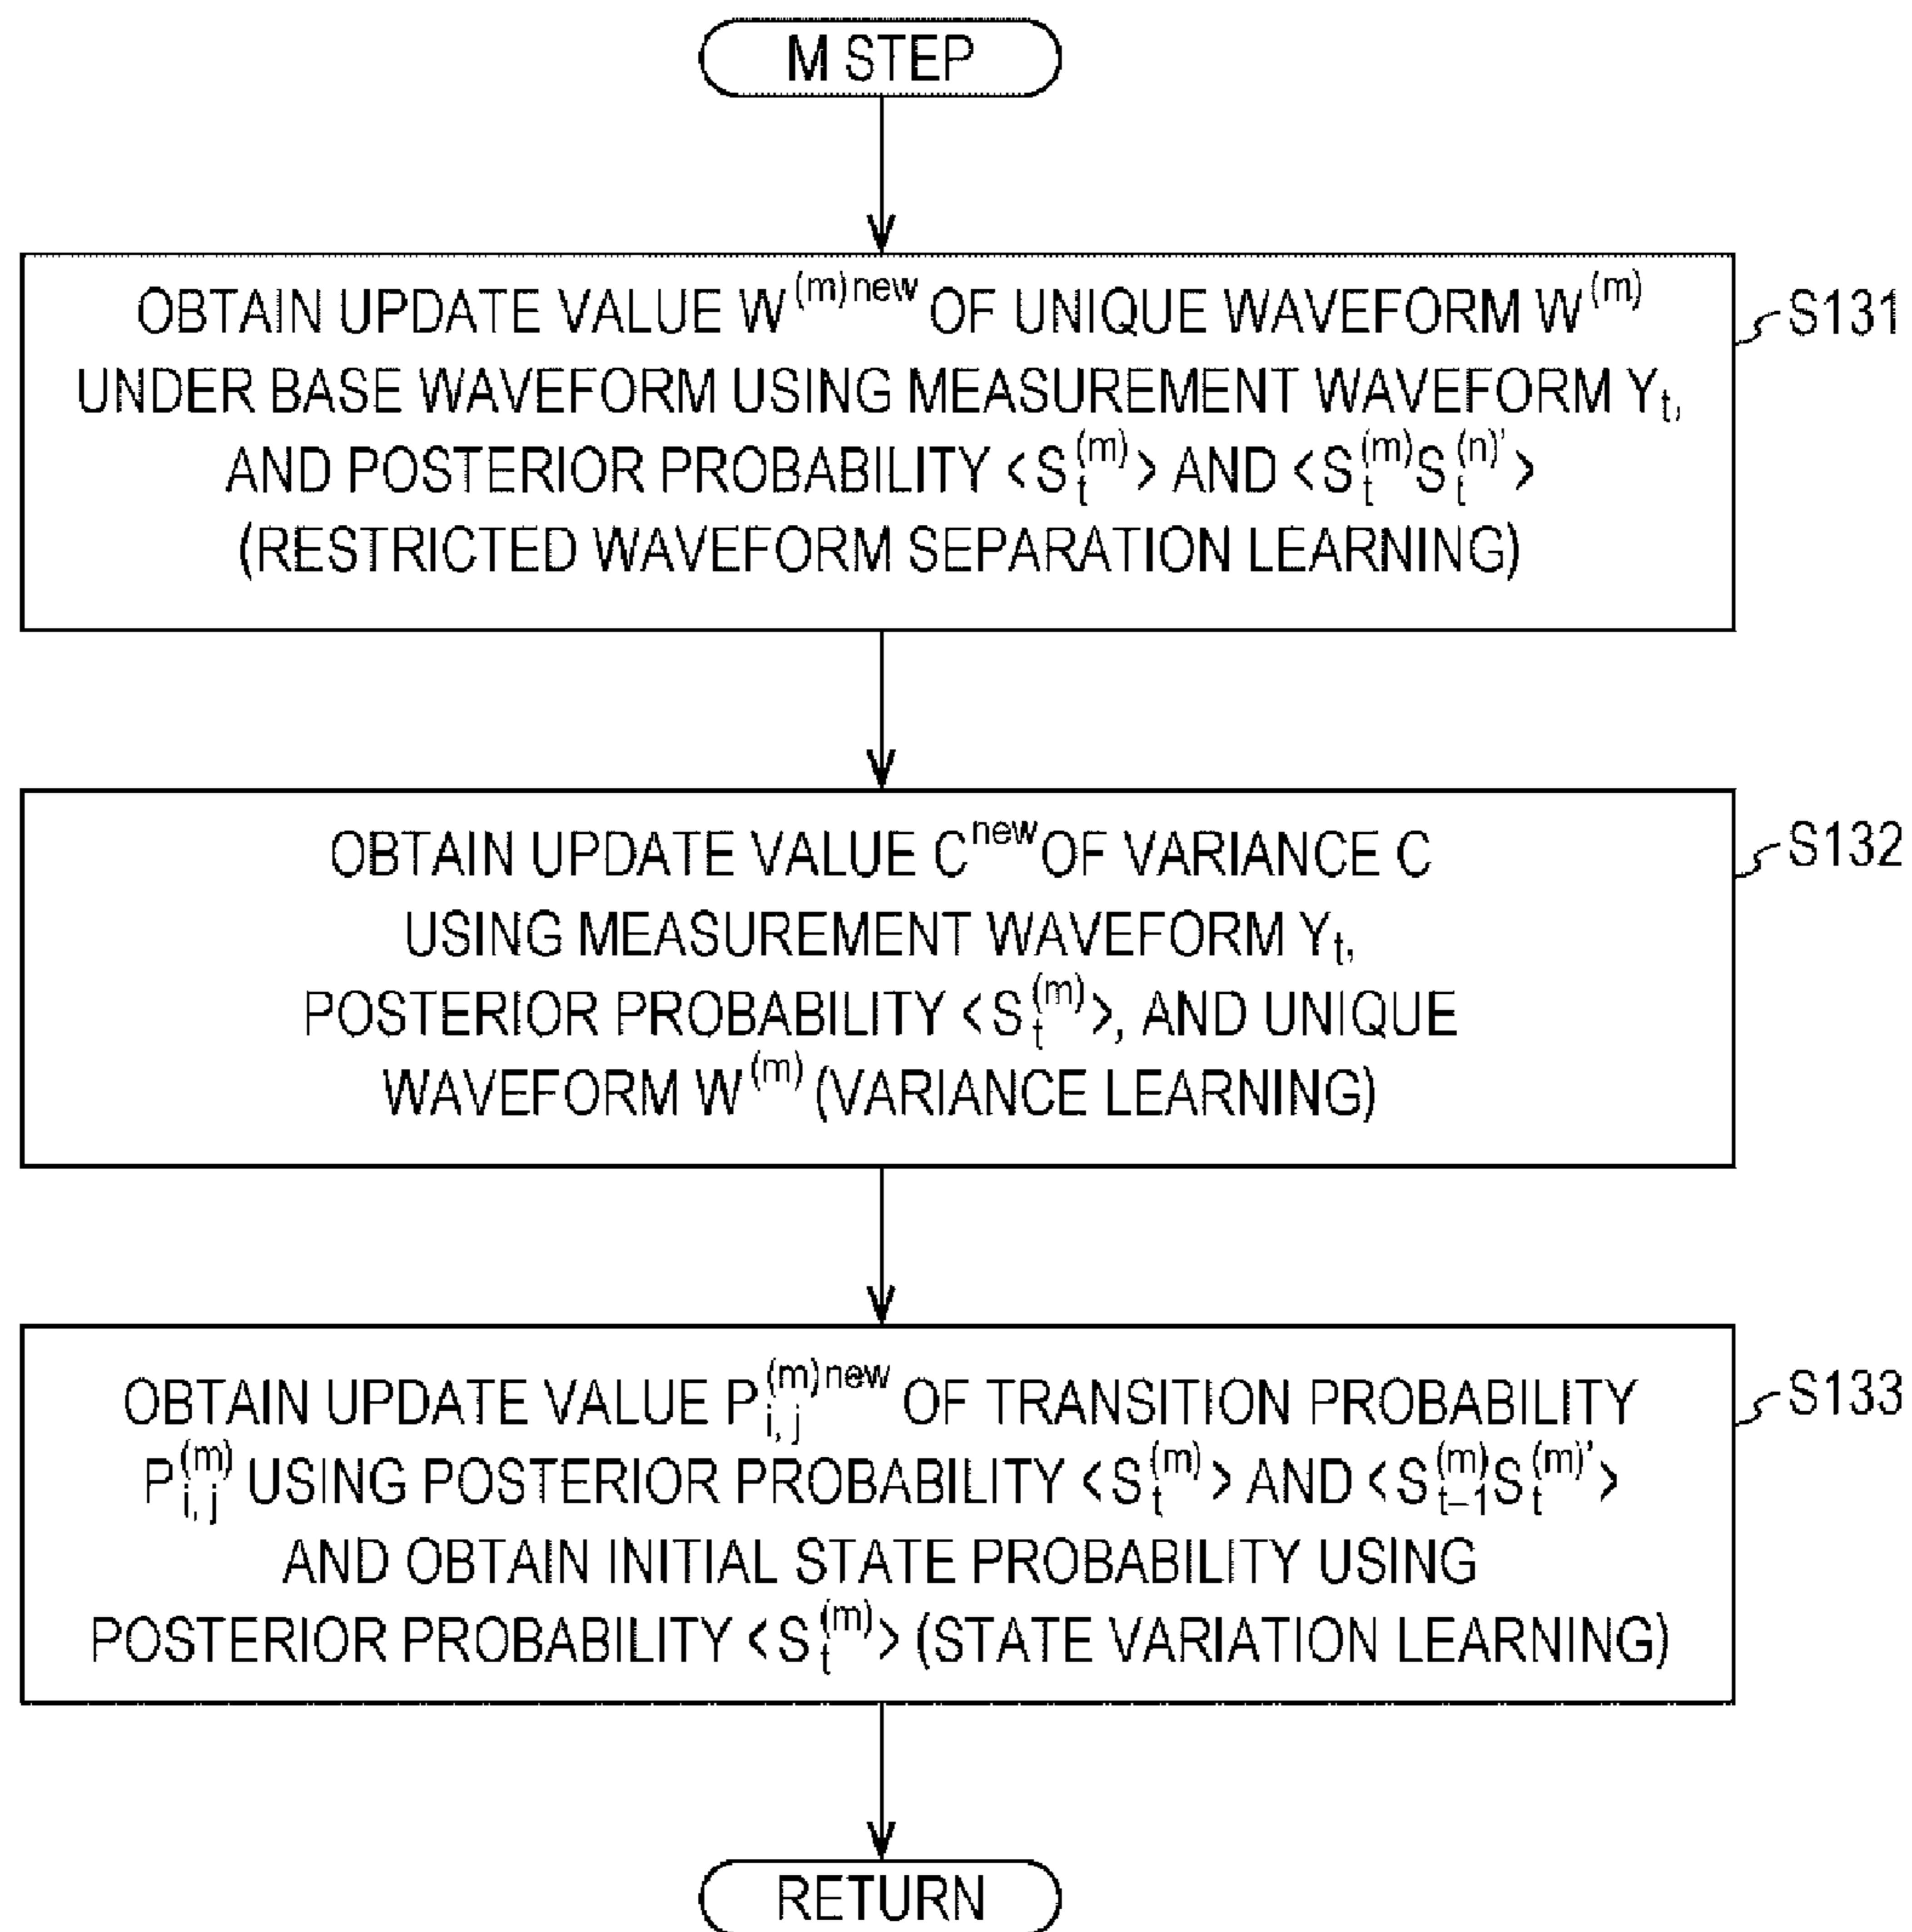 M STEP
OBTAIN UPDATE VALUE W^(m)new OF UNIQUE WAVEFORM W^(m)
UNDER BASE WAVEFORM USING MEASUREMENT WAVEFORM Y_t,
AND POSTERIOR PROBABILITY <S_t^(m)> AND <S_t^(m)S_t^(n)'>
(RESTRICTED WAVEFORM SEPARATION LEARNING)
S131
OBTAIN UPDATE VALUE C^new OF VARIANCE C
USING MEASUREMENT WAVEFORM Y_t,
POSTERIOR PROBABILITY <S_t^(m)>, AND UNIQUE
WAVEFORM W^(m) (VARIANCE LEARNING)
S132
OBTAIN UPDATE VALUE P_i,j^(m)new OF TRANSITION PROBABILITY
P_i,j^(m) USING POSTERIOR PROBABILITY <S_t^(m)> AND <S_t-1^(m)S_t^(m)'>
AND OBTAIN INITIAL STATE PROBABILITY USING
POSTERIOR PROBABILITY <S_t^(m)> (STATE VARIATION LEARNING)
S133
RETURN